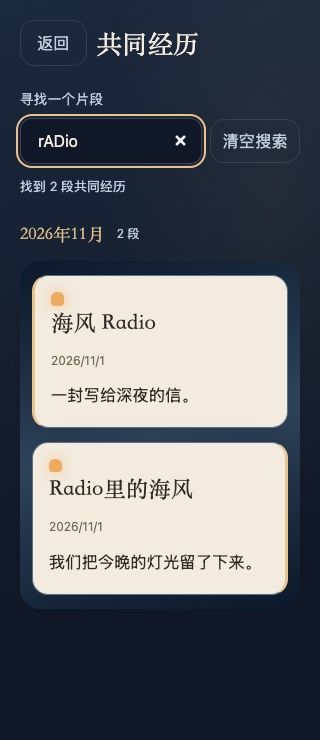 返回
共同经历
寻找一个片段
rADio
清空搜索
找到 2 段共同经历
2026年11月 2 段
海风 Radio
2026/11/1
一封写给深夜的信。
Radio里的海风
2026/11/1
我们把今晚的灯光留了下来。